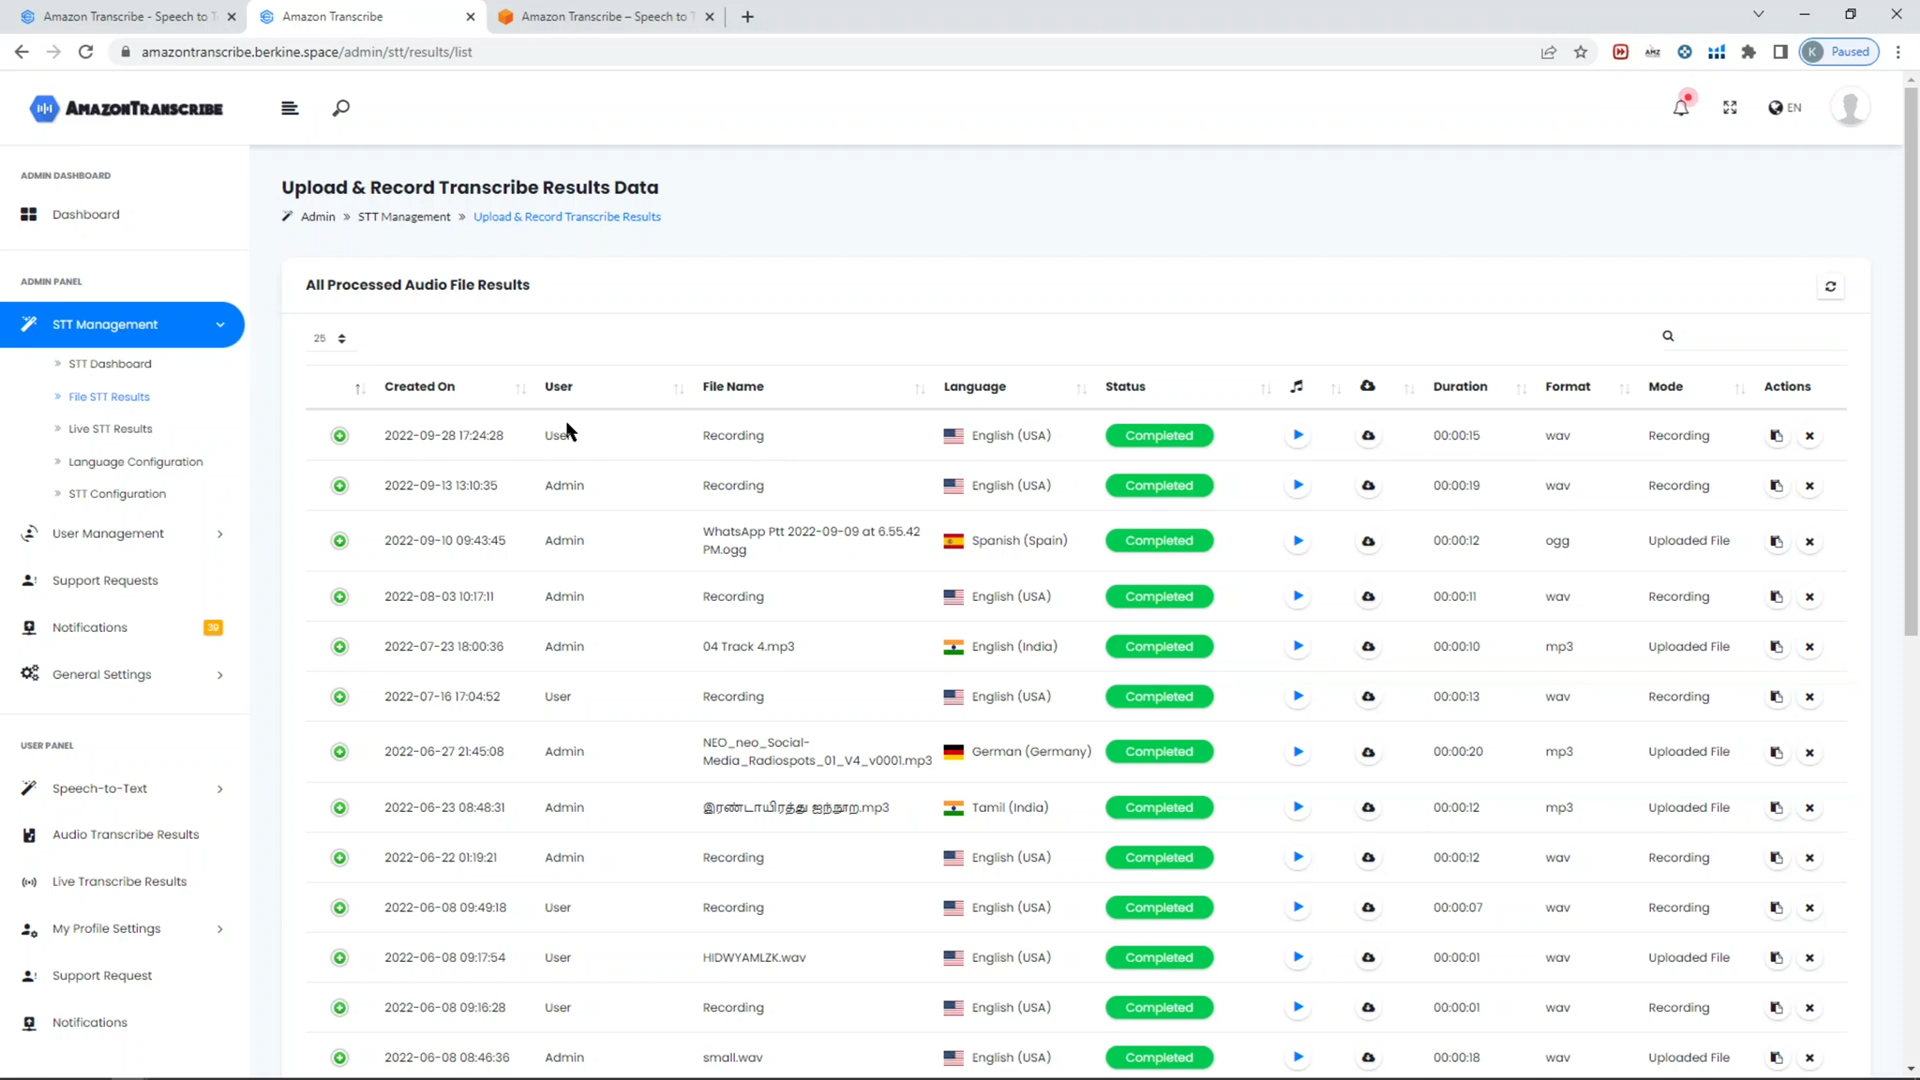 Amazon Transcribe - Speech to T
Amazon Transcribe
Amazon Transcribe – Speech to T
amazontranscribe.berkine.space/admin/stt/results/list
AMZ
K Paused
AMAZONTRANSCRIBE
EN
ADMIN DASHBOARD
Dashboard
ADMIN PANEL
STT Management
» STT Dashboard
» File STT Results
» Live STT Results
» Language Configuration
» STT Configuration
User Management
Support Requests
Notifications 39
General Settings
USER PANEL
Speech-to-Text
Audio Transcribe Results
Live Transcribe Results
My Profile Settings
Support Request
Notifications
Upload & Record Transcribe Results Data
Admin » STT Management » Upload & Record Transcribe Results
All Processed Audio File Results
25
Created On User File Name Language Status Duration Format Mode Actions
2022-09-28 17:24:28 User Recording English (USA) Completed 00:00:15 wav Recording
2022-09-13 13:10:35 Admin Recording English (USA) Completed 00:00:19 wav Recording
2022-09-10 09:43:45 Admin WhatsApp Ptt 2022-09-09 at 6.55.42
PM.ogg Spanish (Spain) Completed 00:00:12 ogg Uploaded File
2022-08-03 10:17:11 Admin Recording English (USA) Completed 00:00:11 wav Recording
2022-07-23 18:00:36 Admin 04 Track 4.mp3 English (India) Completed 00:00:10 mp3 Uploaded File
2022-07-16 17:04:52 User Recording English (USA) Completed 00:00:13 wav Recording
2022-06-27 21:45:08 Admin NEO_neo_Social-
Media_Radiospots_01_V4_v0001.mp3 German (Germany) Completed 00:00:20 mp3 Uploaded File
2022-06-23 08:48:31 Admin இரண்டாயிரத்து ஐந்நூறு.mp3 Tamil (India) Completed 00:00:12 mp3 Uploaded File
2022-06-22 01:19:21 Admin Recording English (USA) Completed 00:00:12 wav Recording
2022-06-08 09:49:18 User Recording English (USA) Completed 00:00:07 wav Recording
2022-06-08 09:17:54 User HIDWYAMLZK.wav English (USA) Completed 00:00:01 wav Uploaded File
2022-06-08 09:16:28 User Recording English (USA) Completed 00:00:01 wav Recording
2022-06-08 08:46:36 Admin small.wav English (USA) Completed 00:00:18 wav Uploaded File